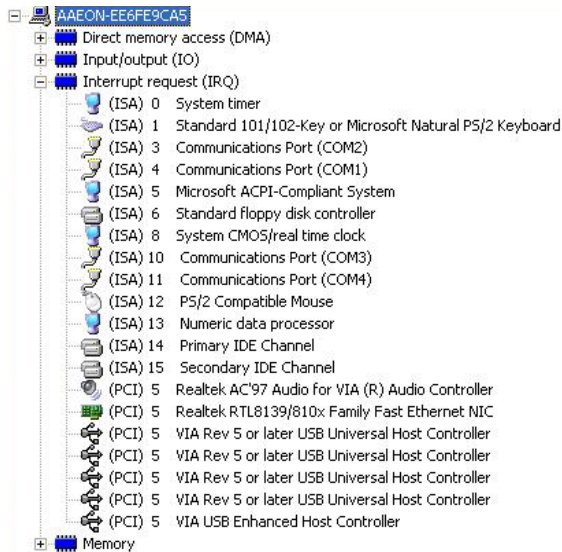 AAEON-EE6FE9CA5
Direct memory access (DMA)
Input/output (IO)
Interrupt request (IRQ)
(ISA) 0 System timer
(ISA) 1 Standard 101/102-Key or Microsoft Natural PS/2 Keyboard
(ISA) 3 Communications Port (COM2)
(ISA) 4 Communications Port (COM1)
(ISA) 5 Microsoft ACPI-Compliant System
(ISA) 6 Standard floppy disk controller
(ISA) 8 System CMOS/real time clock
(ISA) 10 Communications Port (COM3)
(ISA) 11 Communications Port (COM4)
(ISA) 12 PS/2 Compatible Mouse
(ISA) 13 Numeric data processor
(ISA) 14 Primary IDE Channel
(ISA) 15 Secondary IDE Channel
(PCI) 5 Realtek AC'97 Audio for VIA (R) Audio Controller
(PCI) 5 Realtek RTL8139/810x Family Fast Ethernet NIC
(PCI) 5 VIA Rev 5 or later USB Universal Host Controller
(PCI) 5 VIA Rev 5 or later USB Universal Host Controller
(PCI) 5 VIA Rev 5 or later USB Universal Host Controller
(PCI) 5 VIA Rev 5 or later USB Universal Host Controller
(PCI) 5 VIA USB Enhanced Host Controller
Memory